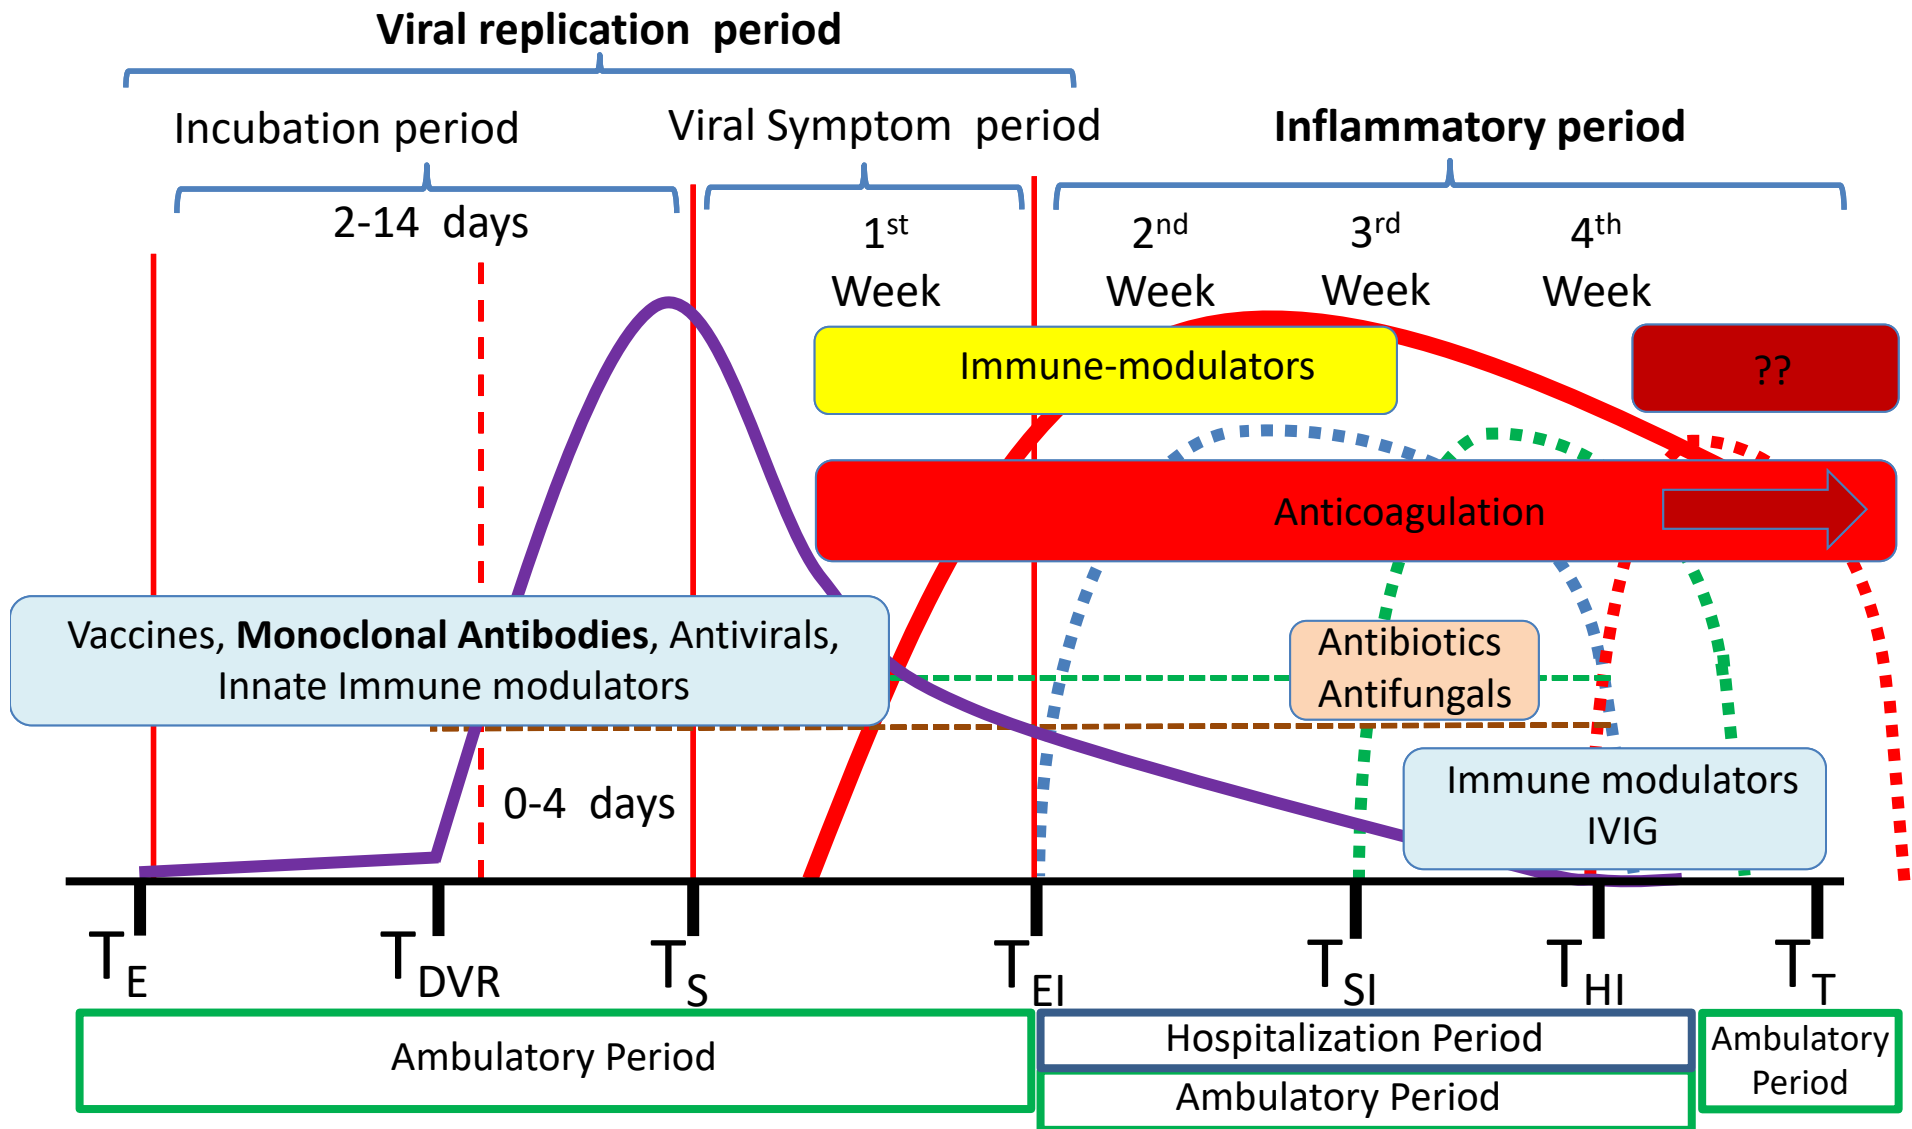 Viral replication period
Incubation period
Viral Symptom period
Inflammatory period
2-14 days
1st
Week
2nd
Week
3rd
Week
4th
Week
Immune-modulators
??
Anticoagulation
Vaccines, Monoclonal Antibodies, Antivirals,
Innate Immune modulators
Antibiotics
Antifungals
0-4 days
Immune modulators
IVIG
TE
TDVR
TS
TEI
TSI
THI
TT
Ambulatory Period
Hospitalization Period
Ambulatory Period
Ambulatory
Period